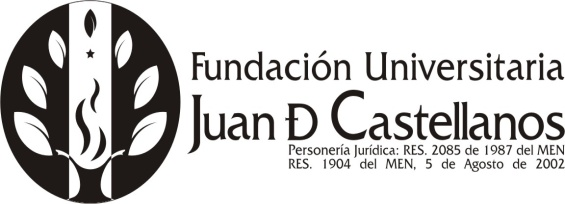 Fundación Universitaria
Juan Đ Castellanos
Personería Jurídica: RES. 2085 de 1987 del MEN
RES. 1904 del MEN, 5 de Agosto de 2002